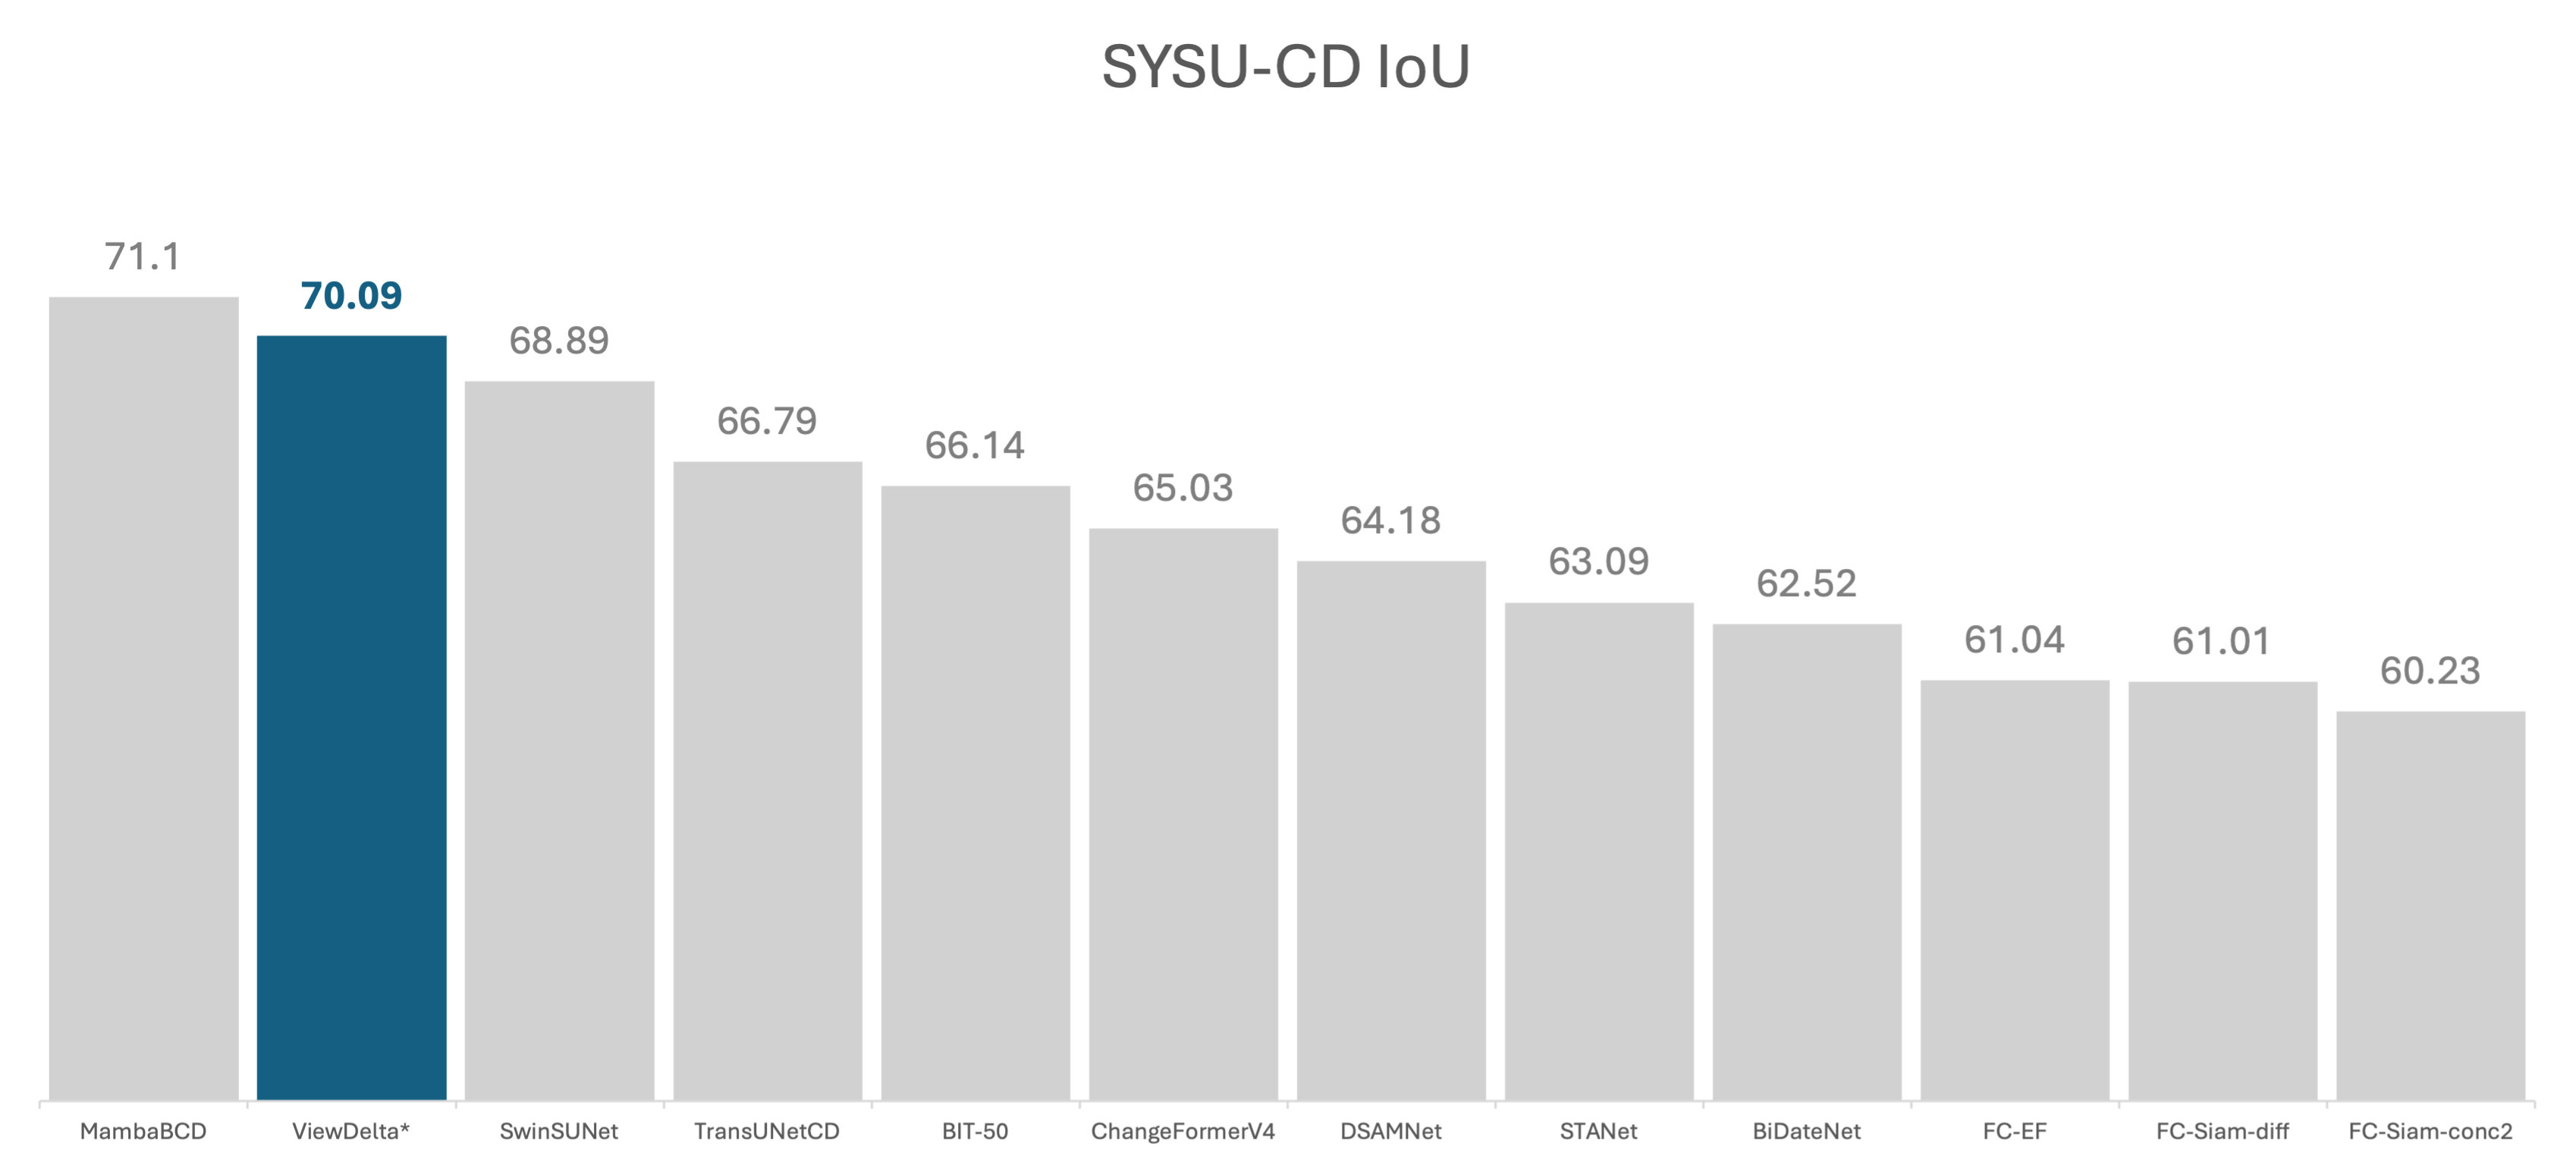 SYSU-CD IoU
71.1
70.09
68.89
66.79
66.14
65.03
64.18
63.09
62.52
61.04
61.01
60.23
MambaBCD
ViewDelta*
SwinSUNet
TransUNetCD
BIT-50
ChangeFormerV4
DSAMNet
STANet
BiDateNet
FC-EF
FC-Siam-diff
FC-Siam-conc2